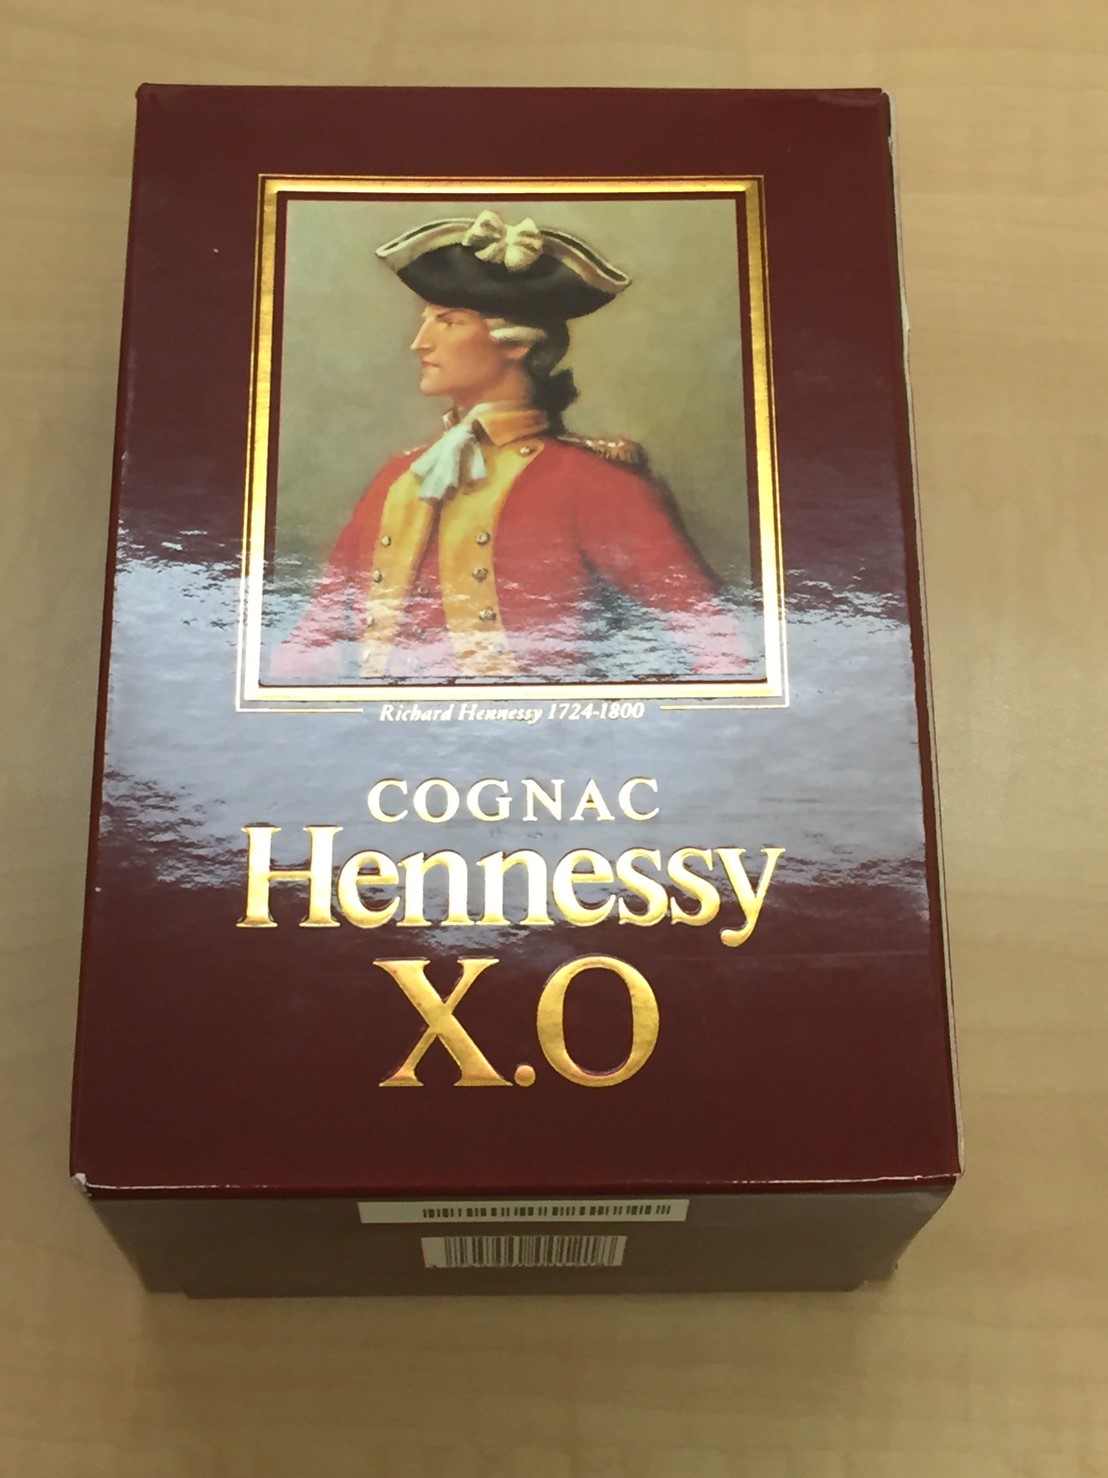 Richard Hennessy 1724-1800
COGNAC
Hennessy
X.O